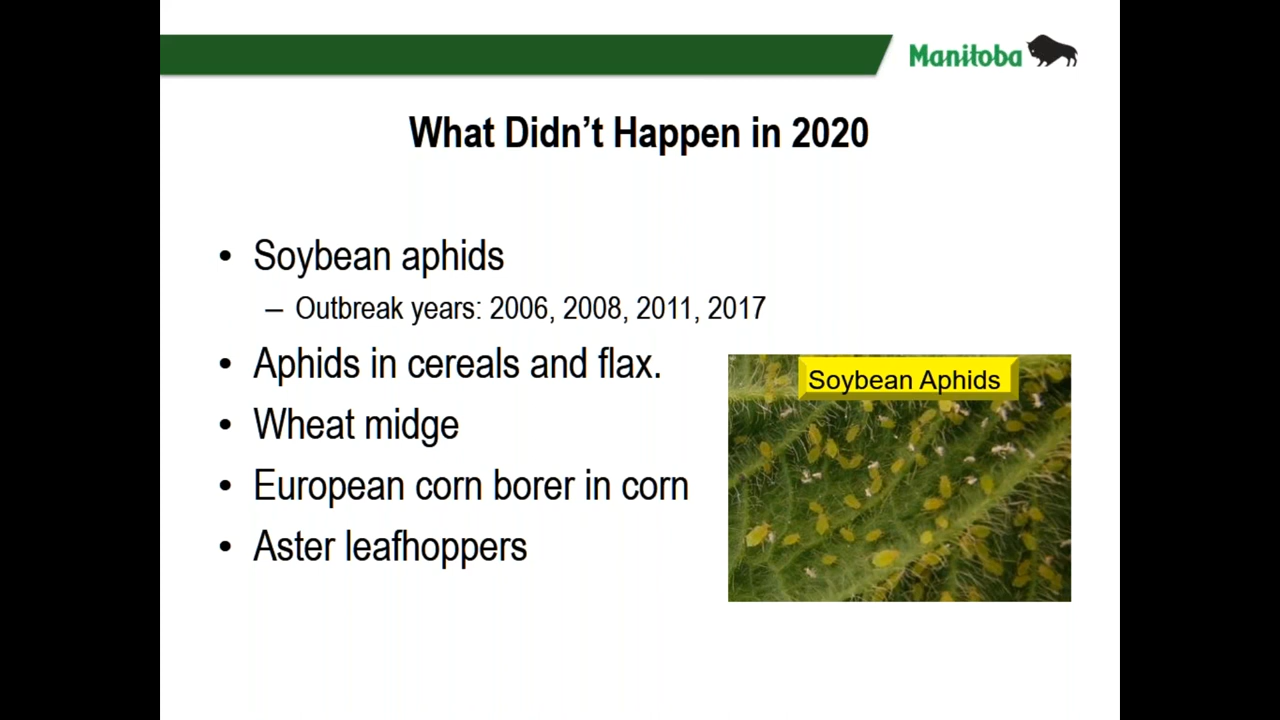 Manitoba
What Didn't Happen in 2020
• Soybean aphids
– Outbreak years: 2006, 2008, 2011, 2017
• Aphids in cereals and flax.
• Wheat midge
• European corn borer in corn
• Aster leafhoppers
Soybean Aphids